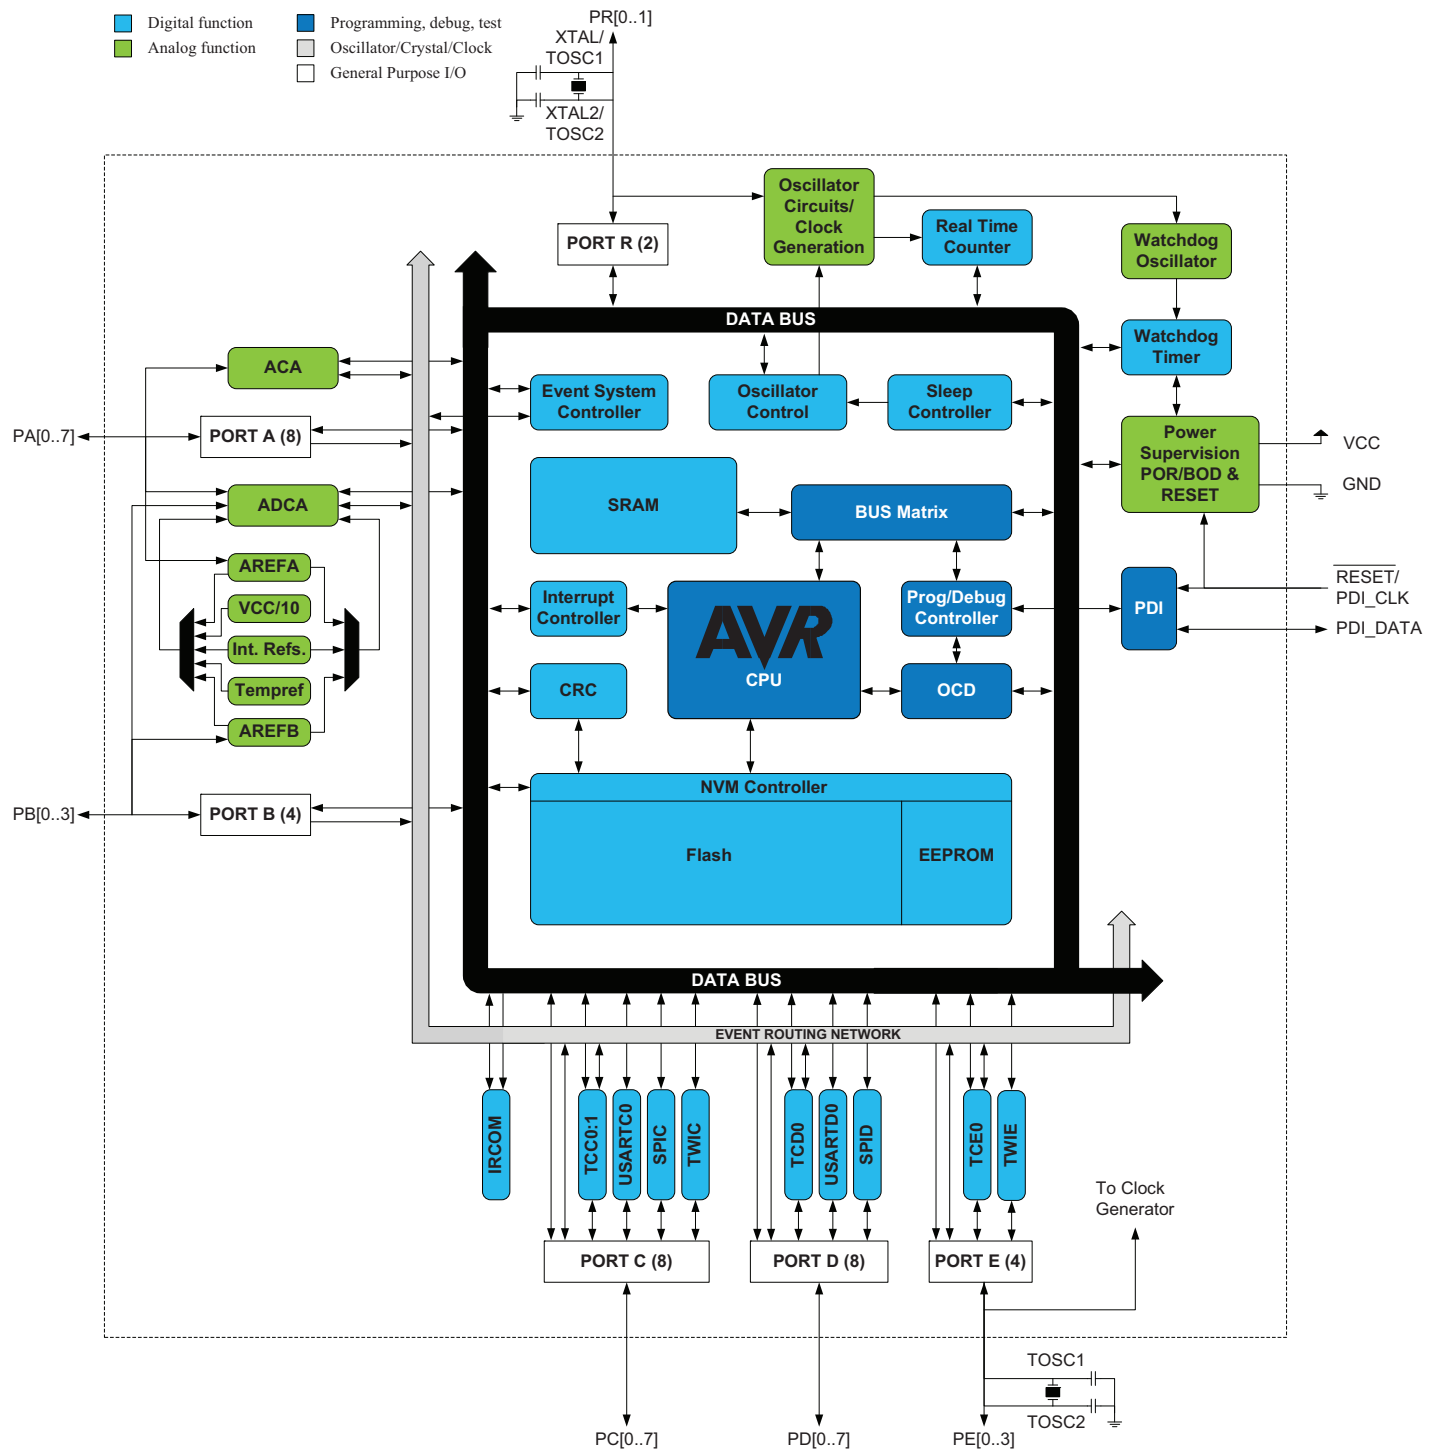 Digital function
Analog function
Programming, debug, test
Oscillator/Crystal/Clock
General Purpose I/O
PR[0..1]
XTAL/
TOSC1
XTAL2/
TOSC2
Oscillator
Circuits/
Clock
Generation
PORT R (2)
Real Time
Counter
Watchdog
Oscillator
DATA BUS
Watchdog
Timer
ACA
Event System
Controller
Oscillator
Control
Sleep
Controller
PA[0..7]
PORT A (8)
Power
Supervision
POR/BOD &
RESET
VCC
GND
ADCA
SRAM
BUS Matrix
AREFA
VCC/10
Int. Refs.
Tempref
AREFB
Interrupt
Controller
AVR
CPU
Prog/Debug
Controller
PDI
RESET/
PDI_CLK
PDI_DATA
CRC
OCD
NVM Controller
Flash
EEPROM
PB[0..3]
PORT B (4)
DATA BUS
EVENT ROUTING NETWORK
IRCOM
TCC0:1
USARTC0
SPIC
TWIC
TCD0
USARTD0
SPID
TCE0
TWIE
To Clock
Generator
PORT C (8)
PORT D (8)
PORT E (4)
TOSC1
TOSC2
PC[0..7]
PD[0..7]
PE[0..3]